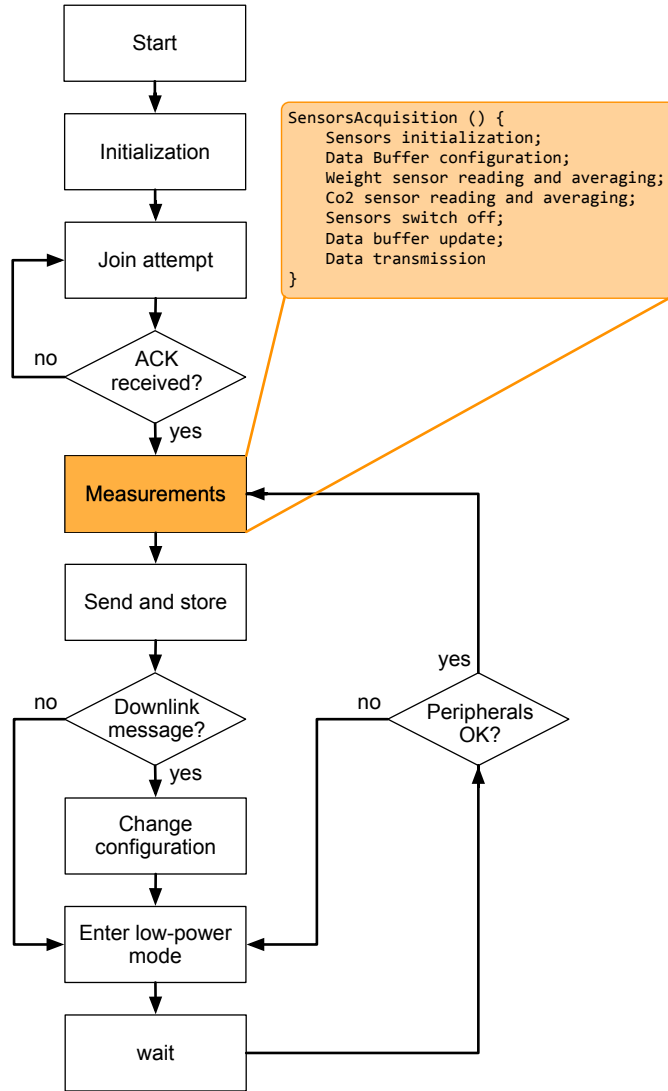 Start
SensorsAcquisition () {
Sensors initialization;
Data Buffer configuration;
Weight sensor reading and averaging;
Co2 sensor reading and averaging;
Sensors switch off;
Data buffer update;
Data transmission
}
Initialization
Join attempt
no
ACK
received?
yes
Measurements
Send and store
yes
no
Downlink
message?
no
Peripherals
OK?
yes
Change
configuration
Enter low-power
mode
wait